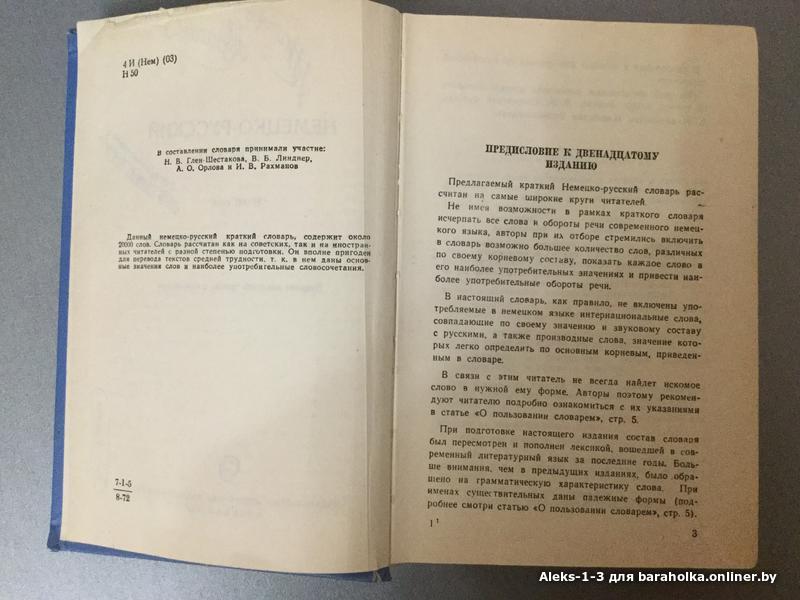 4 И (Нем) (03)
Н 50
В составлении словаря принимали участие:
Н. В. Глен-Шестакова, В. Б. Линднер,
А. О. Орлова и И. В. Рахманов
Данный немецко-русский краткий словарь, содержит около
20000 слов. Словарь рассчитан как на советских, так и на иностран-
ных читателей с разной степенью подготовки. Он вполне пригоден
для перевода текстов средней трудности, т. к. в нем даны основ-
ные значения слов и наиболее употребительные словосочетания.
7-1-5
8-72
ПРЕДИСЛОВИЕ К ДВЕНАДЦАТОМУ
ИЗДАНИЮ
Предлагаемый краткий Немецко-русский словарь рас-
считан на самые широкие круги читателей.
Не имея возможности в рамках краткого словаря
исчерпать все слова и обороты речи современного немец-
кого языка, авторы при их отборе стремились включить
в словарь возможно большее количество слов, различных
по своему корневому составу, показать каждое слово в
его наиболее употребительных значениях и привести наи-
более употребительные обороты речи.
В настоящий словарь, как правило, не включены упо-
требляемые в немецком языке интернациональные слова,
совпадающие по своему значению и звуковому составу
с русскими, а также производные слова, значение кото-
рых легко определить по основным корневым, приведен-
ным в словаре.
В связи с этим читатель не всегда найдет искомое
слово в нужной ему форме. Авторы поэтому рекомен-
дуют читателю подробно ознакомиться с их указаниями
в статье «О пользовании словарем», стр. 5.
При подготовке настоящего издания состав словаря
был пересмотрен и пополнен лексикой, вошедшей в сов-
ременный литературный язык за последние годы. Боль-
ше внимания, чем в предыдущих изданиях, было об-
ращено на грамматическую характеристику слова. При
именах существительных даны падежные формы (под-
робнее смотри статью «О пользовании словарем», стр. 5).
1¹
3
Aleks-1-3 для baraholka.onliner.by